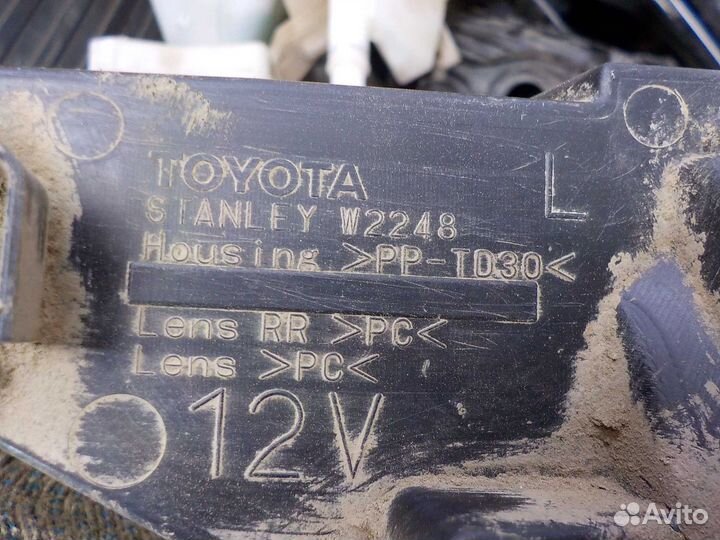 TOYOTA
L
STANLEY W2248
Housing >PP-TD30<
Lens RR >PC<
Lens >PC<
12V
Avito